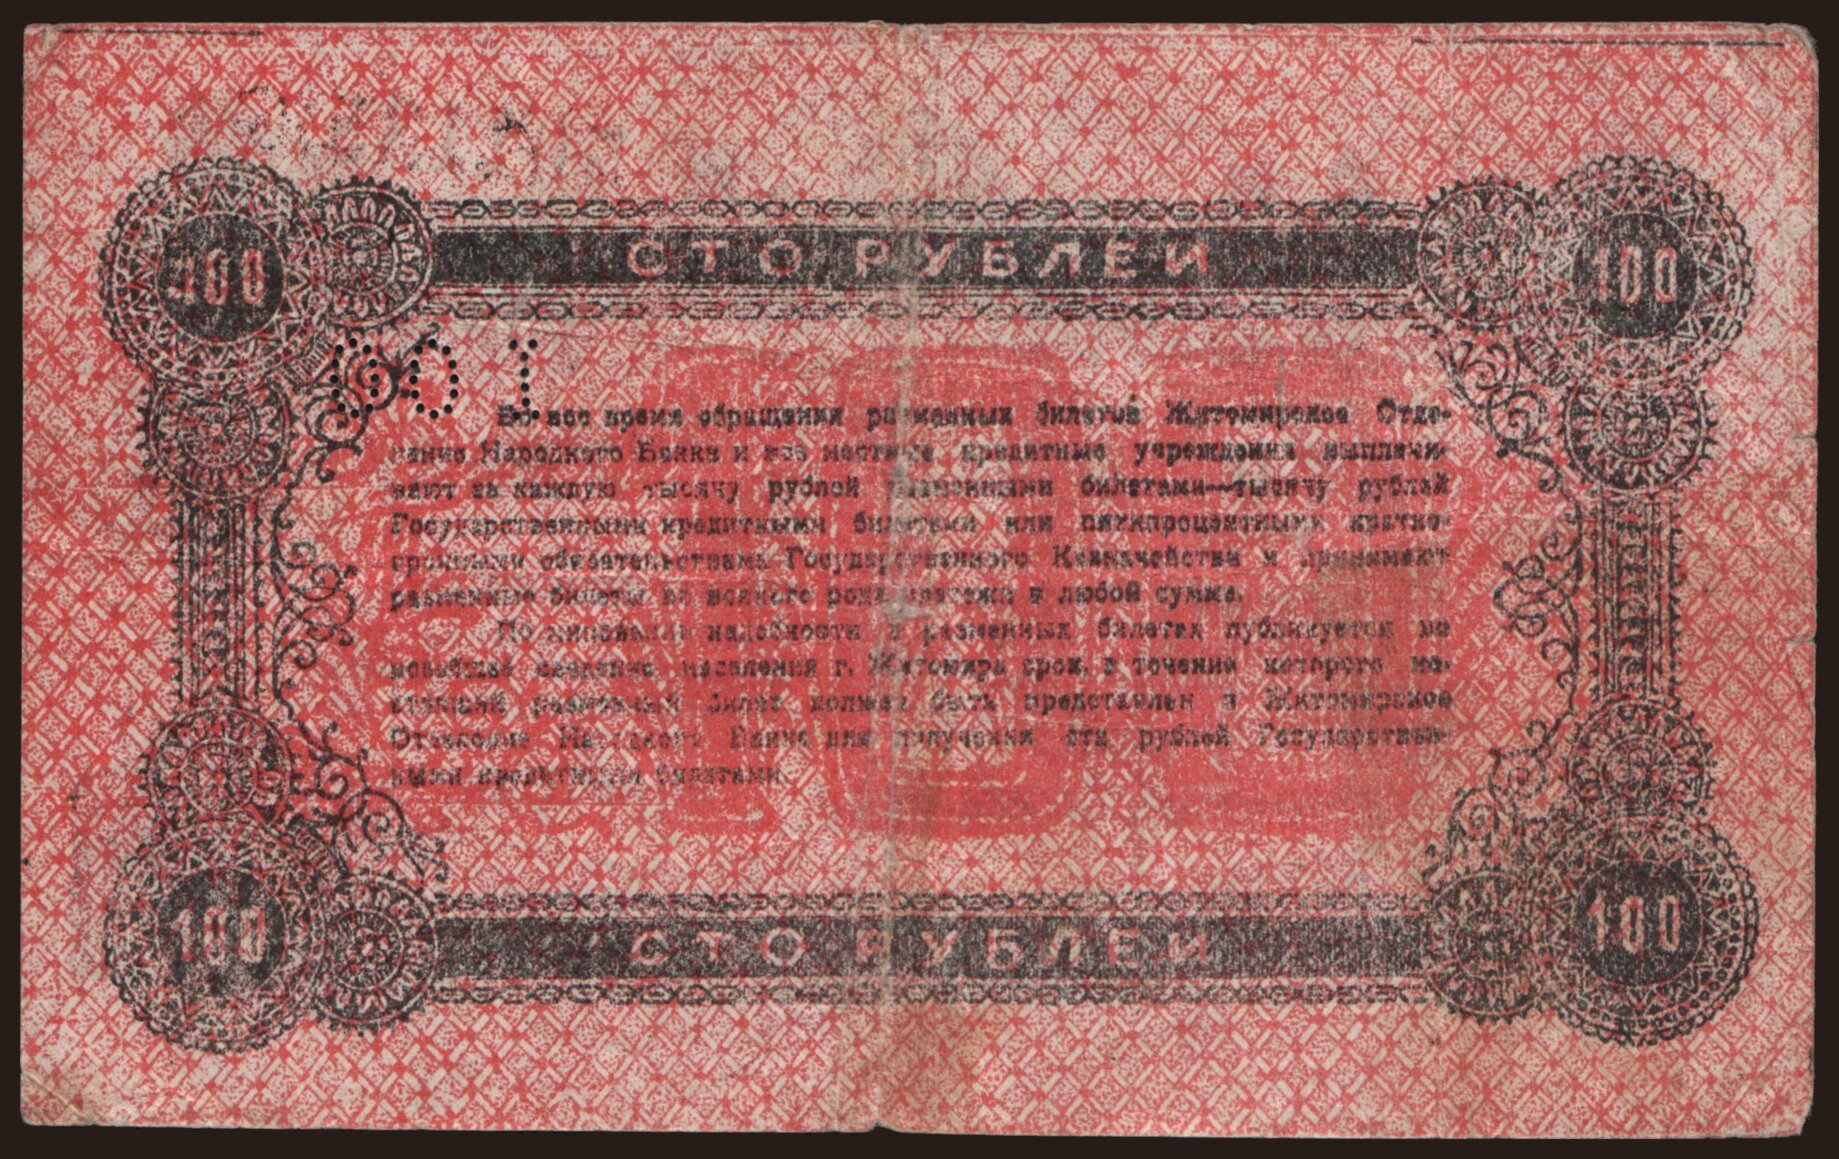 СТО РУБЛЕЙ
100 100
001
Во все время обращения разменных билетов Житомирское Отде-
ление Народного Банка и все местные кредитные учреждения выплачи-
вают за каждую тысячу рублей разменными билетами—тысячу рублей
Государственными кредитными билетами или пятипроцентными кратко-
срочными обязательствами Государственного Казначейства и принимают
разменные билеты во всякого рода платежи в любой сумме.
По миновании надобности в разменных билетах публикуется во
всеобщее сведение населения г. Житомира срок, в течении которого на-
стоящий разменный билет должен быть представлен в Житомирское
Отделение Народного Банка для получения ста рублей Государствен-
ными кредитными билетами.
100 100
СТО РУБЛЕЙ